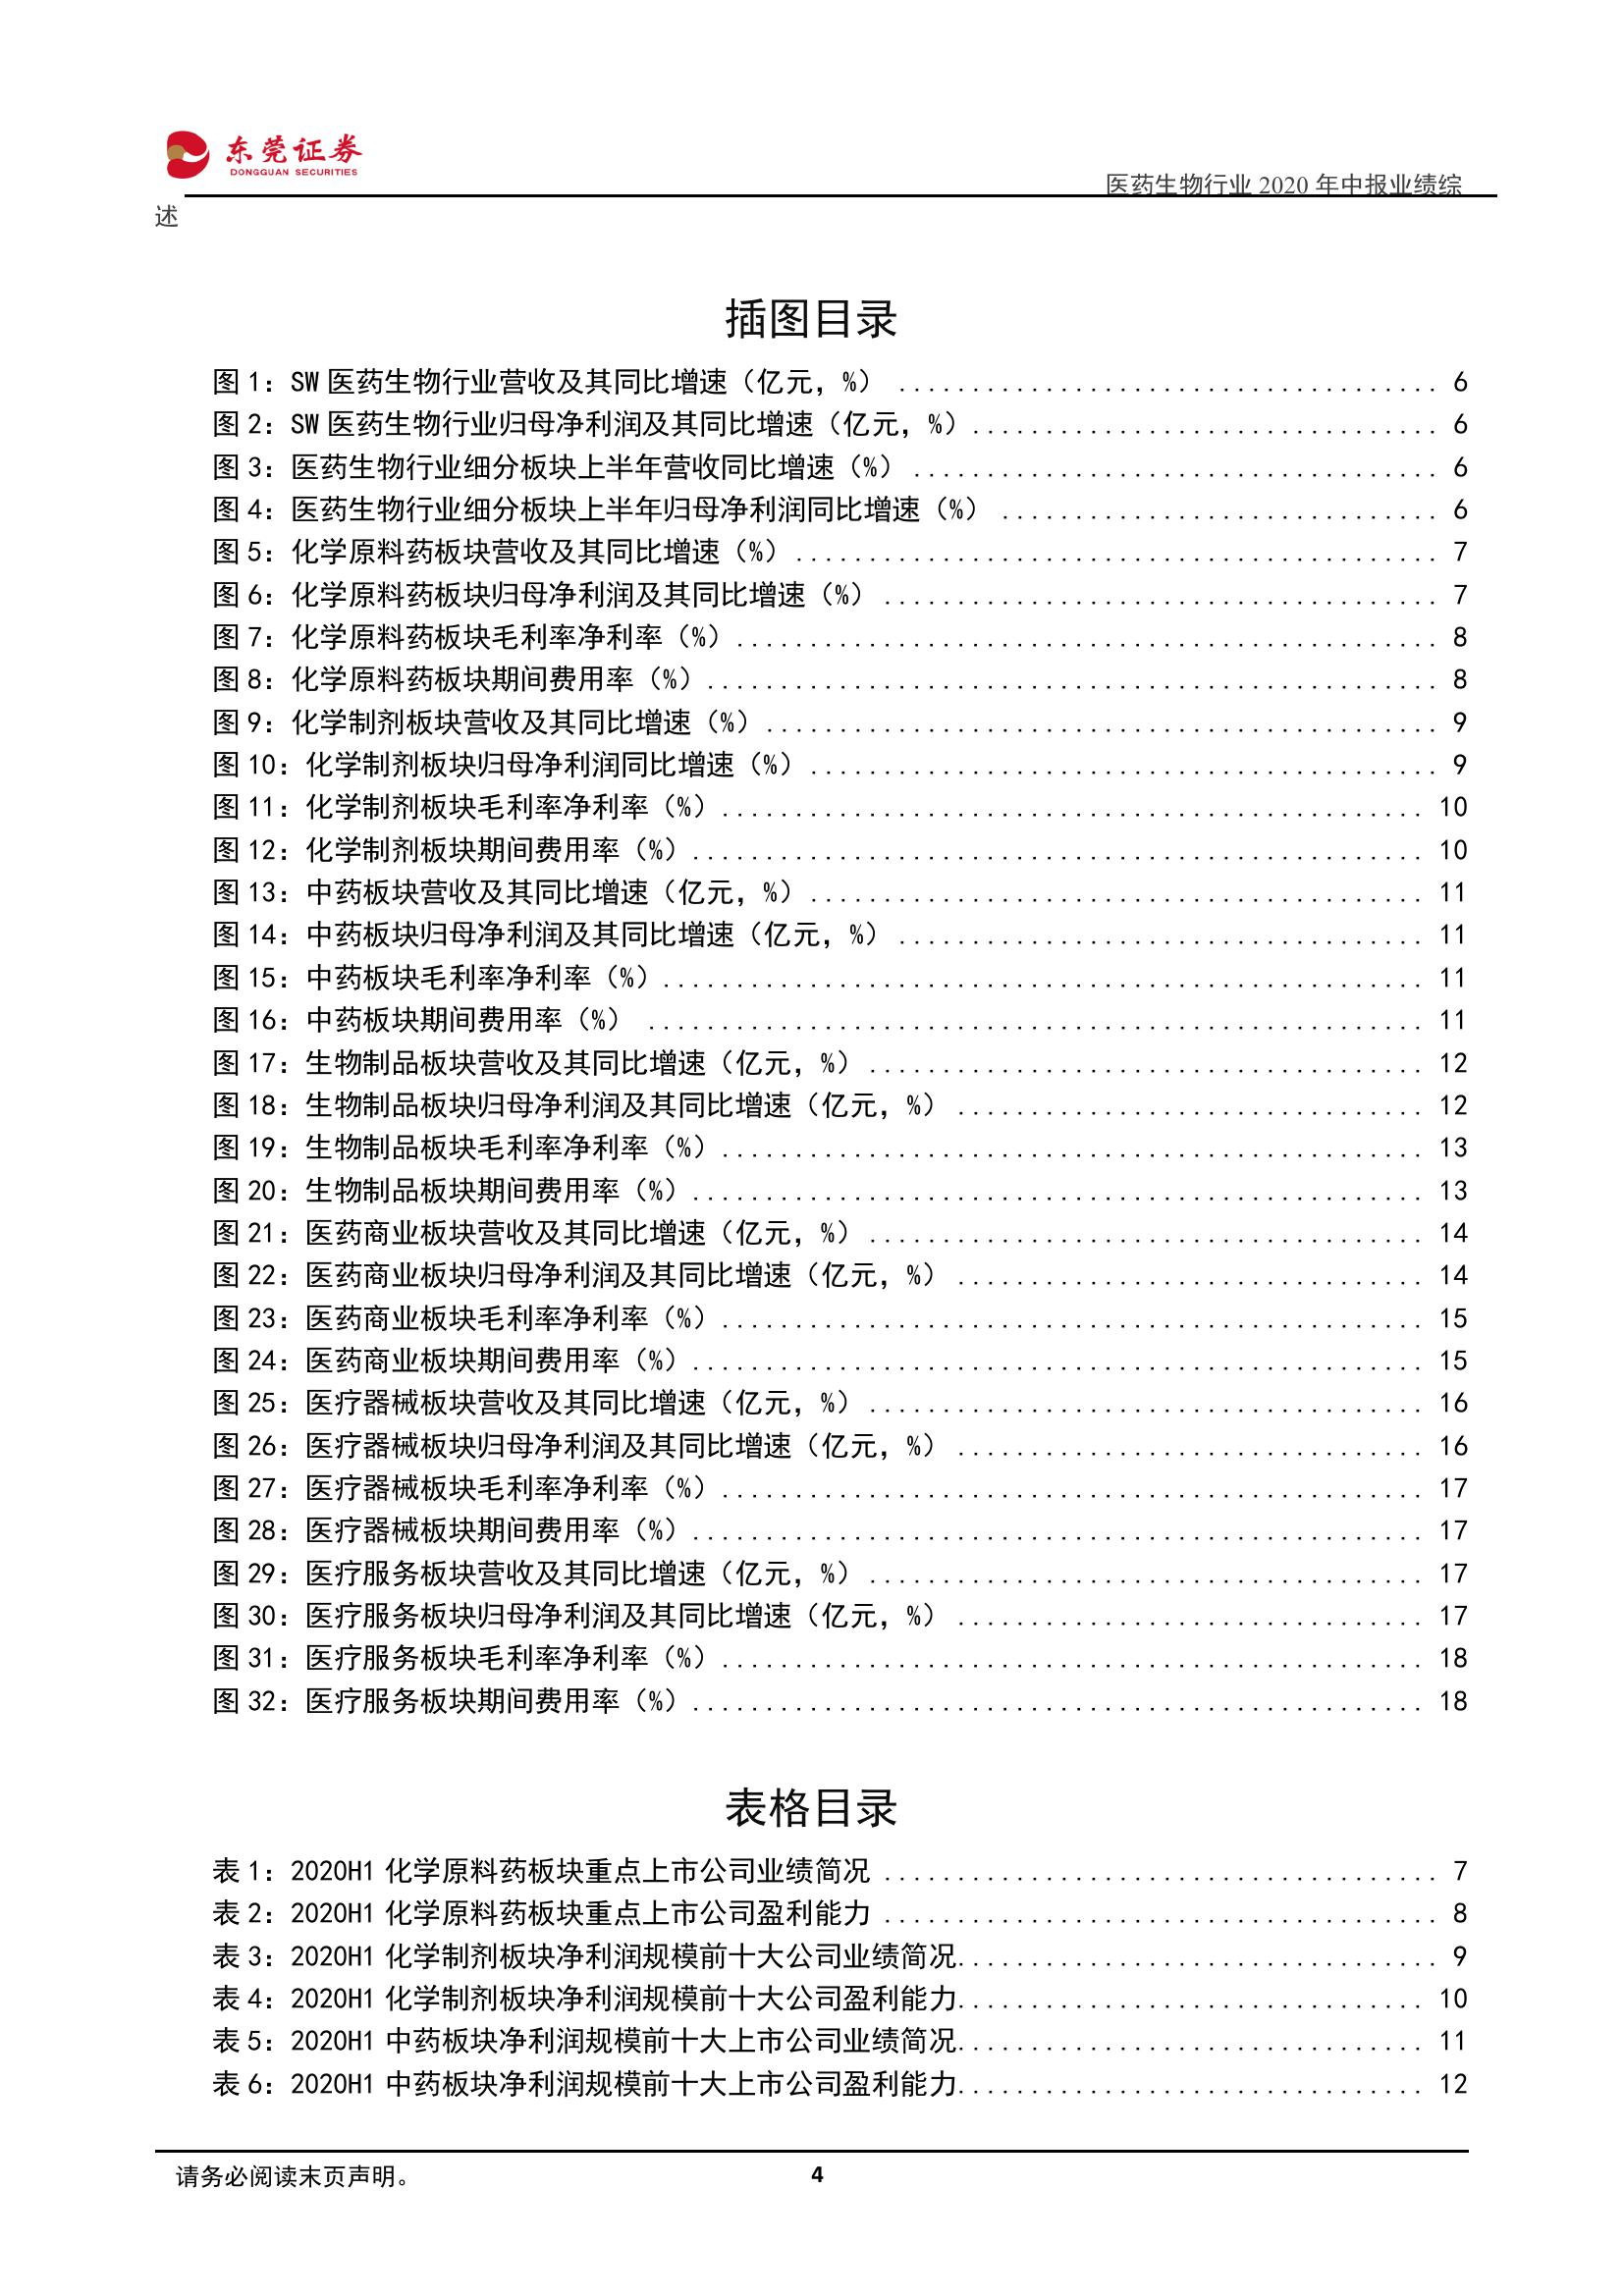 东莞证券
DONGGUAN SECURITIES
医药生物行业 2020 年中报业绩综
述
插图目录
图 1：SW 医药生物行业营收及其同比增速（亿元，%） ..................................... 6
图 2：SW 医药生物行业归母净利润及其同比增速（亿元，%）................................ 6
图 3：医药生物行业细分板块上半年营收同比增速（%） .................................... 6
图 4：医药生物行业细分板块上半年归母净利润同比增速（%） .............................. 6
图 5：化学原料药板块营收及其同比增速（%）............................................ 7
图 6：化学原料药板块归母净利润及其同比增速（%） ...................................... 7
图 7：化学原料药板块毛利率净利率（%）................................................ 8
图 8：化学原料药板块期间费用率（%）.................................................. 8
图 9：化学制剂板块营收及其同比增速（%）.............................................. 9
图 10：化学制剂板块归母净利润同比增速（%）........................................... 9
图 11：化学制剂板块毛利率净利率（%）................................................ 10
图 12：化学制剂板块期间费用率（%）.................................................. 10
图 13：中药板块营收及其同比增速（亿元，%）.......................................... 11
图 14：中药板块归母净利润及其同比增速（亿元，%）.................................... 11
图 15：中药板块毛利率净利率（%）.................................................... 11
图 16：中药板块期间费用率（%） ..................................................... 11
图 17：生物制品板块营收及其同比增速（亿元，%）...................................... 12
图 18：生物制品板块归母净利润及其同比增速（亿元，%） ................................ 12
图 19：生物制品板块毛利率净利率（%）................................................ 13
图 20：生物制品板块期间费用率（%）.................................................. 13
图 21：医药商业板块营收及其同比增速（亿元，%）...................................... 14
图 22：医药商业板块归母净利润及其同比增速（亿元，%） ................................ 14
图 23：医药商业板块毛利率净利率（%）................................................ 15
图 24：医药商业板块期间费用率（%）.................................................. 15
图 25：医疗器械板块营收及其同比增速（亿元，%） ...................................... 16
图 26：医疗器械板块归母净利润及其同比增速（亿元，%） ................................ 16
图 27：医疗器械板块毛利率净利率（%）................................................ 17
图 28：医疗器械板块期间费用率（%）.................................................. 17
图 29：医疗服务板块营收及其同比增速（亿元，%） ...................................... 17
图 30：医疗服务板块归母净利润及其同比增速（亿元，%） ................................ 17
图 31：医疗服务板块毛利率净利率（%）................................................ 18
图 32：医疗服务板块期间费用率（%）.................................................. 18
表格目录
表 1：2020H1 化学原料药板块重点上市公司业绩简况 ...................................... 7
表 2：2020H1 化学原料药板块重点上市公司盈利能力 ...................................... 8
表 3：2020H1 化学制剂板块净利润规模前十大公司业绩简况................................. 9
表 4：2020H1 化学制剂板块净利润规模前十大公司盈利能力................................ 10
表 5：2020H1 中药板块净利润规模前十大上市公司业绩简况................................ 11
表 6：2020H1 中药板块净利润规模前十大上市公司盈利能力................................ 12
请务必阅读末页声明。
4